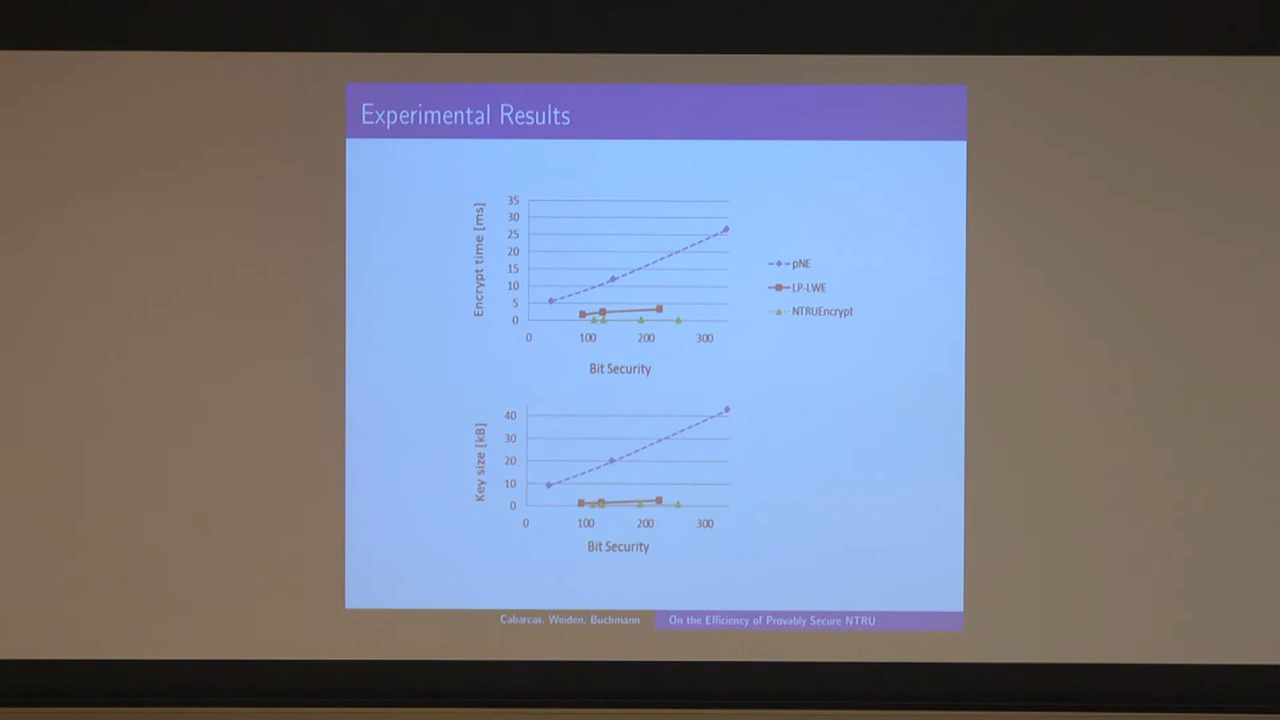 Experimental Results
Encrypt time [ms]
35
30
25
20
15
10
5
0
0 100 200 300
Bit Security
pNE
LP-LWE
NTRUEncrypt
Key size [kB]
40
30
20
10
0
0 100 200 300
Bit Security
Cabarcas, Weiden, Buchmann
On the Efficiency of Provably Secure NTRU